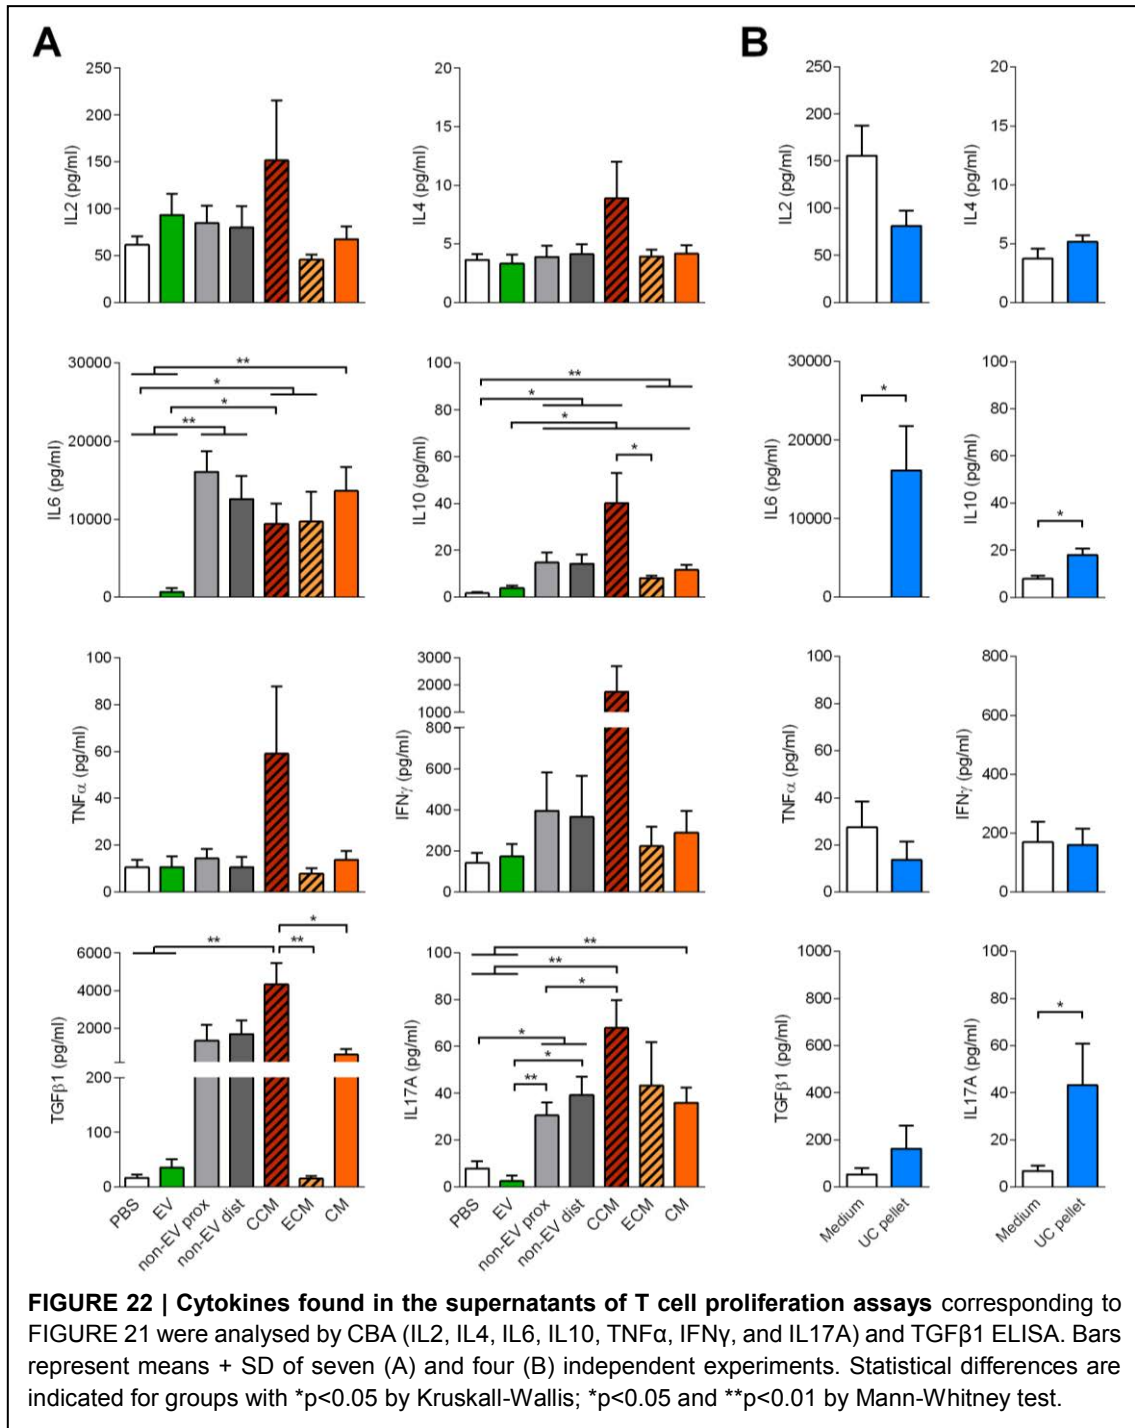 A
B
250
200
150
100
50
0
IL2 (pg/ml)
20
15
10
5
0
IL4 (pg/ml)
250
200
150
100
50
0
IL2 (pg/ml)
20
15
10
5
0
IL4 (pg/ml)
30000
20000
10000
0
IL6 (pg/ml)
**
*
*
**
100
80
60
40
20
0
IL10 (pg/ml)
**
*
*
*
30000
20000
10000
0
IL6 (pg/ml)
*
100
80
60
40
20
0
IL10 (pg/ml)
*
100
80
60
40
20
0
TNFα (pg/ml)
3000
2000
1000
800
600
400
200
0
IFNγ (pg/ml)
100
80
60
40
20
0
TNFα (pg/ml)
800
600
400
200
0
IFNγ (pg/ml)
6000
4000
2000
200
100
0
TGFβ1 (pg/ml)
*
**
**
PBS
EV
non-EV prox
non-EV dist
CCM
ECM
CM
100
80
60
40
20
0
IL17A (pg/ml)
**
**
*
*
*
**
PBS
EV
non-EV prox
non-EV dist
CCM
ECM
CM
1000
800
600
400
200
0
TGFβ1 (pg/ml)
Medium
UC pellet
100
80
60
40
20
0
IL17A (pg/ml)
*
Medium
UC pellet
FIGURE 22 | Cytokines found in the supernatants of T cell proliferation assays corresponding to
FIGURE 21 were analysed by CBA (IL2, IL4, IL6, IL10, TNFα, IFNγ, and IL17A) and TGFβ1 ELISA. Bars
represent means + SD of seven (A) and four (B) independent experiments. Statistical differences are
indicated for groups with *p<0.05 by Kruskall-Wallis; *p<0.05 and **p<0.01 by Mann-Whitney test.